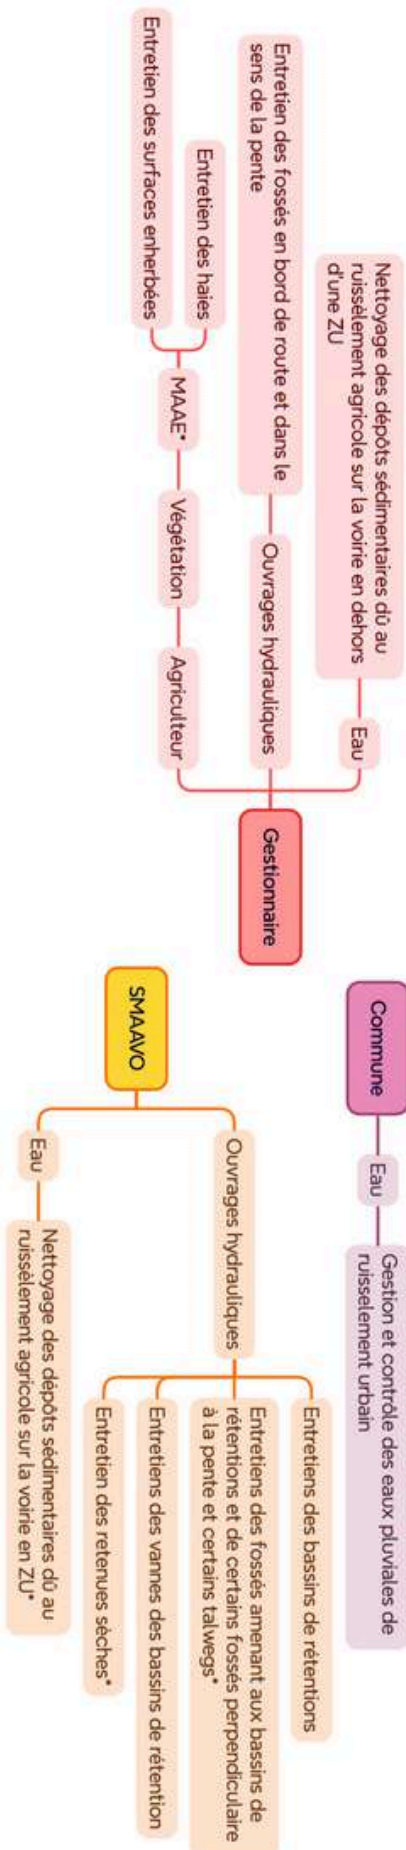 Nettoyage des dépôts sédimentaires dû au
ruissèlement agricole sur la voirie en dehors
d'une ZU
Eau
Entretien des fossés en bord de route et dans le
sens de la pente
Ouvrages hydrauliques
Entretien des haies
Entretien des surfaces enherbées
MAAE*
Végétation
Agriculteur
Gestionnaire
Commune
Eau
Gestion et contrôle des eaux pluviales de
ruisselement urbain
SMAAVO
Ouvrages hydrauliques
Entretiens des bassins de rétentions
Entretiens des fossés amenant aux bassins de
rétentions et de certains fossés perpendiculaire
à la pente et certains talwegs*
Entretiens des vannes des bassins de rétention
Entretien des retenues sèches*
Eau
Nettoyage des dépôts sédimentaires dû au
ruissèlement agricole sur la voirie en ZU*